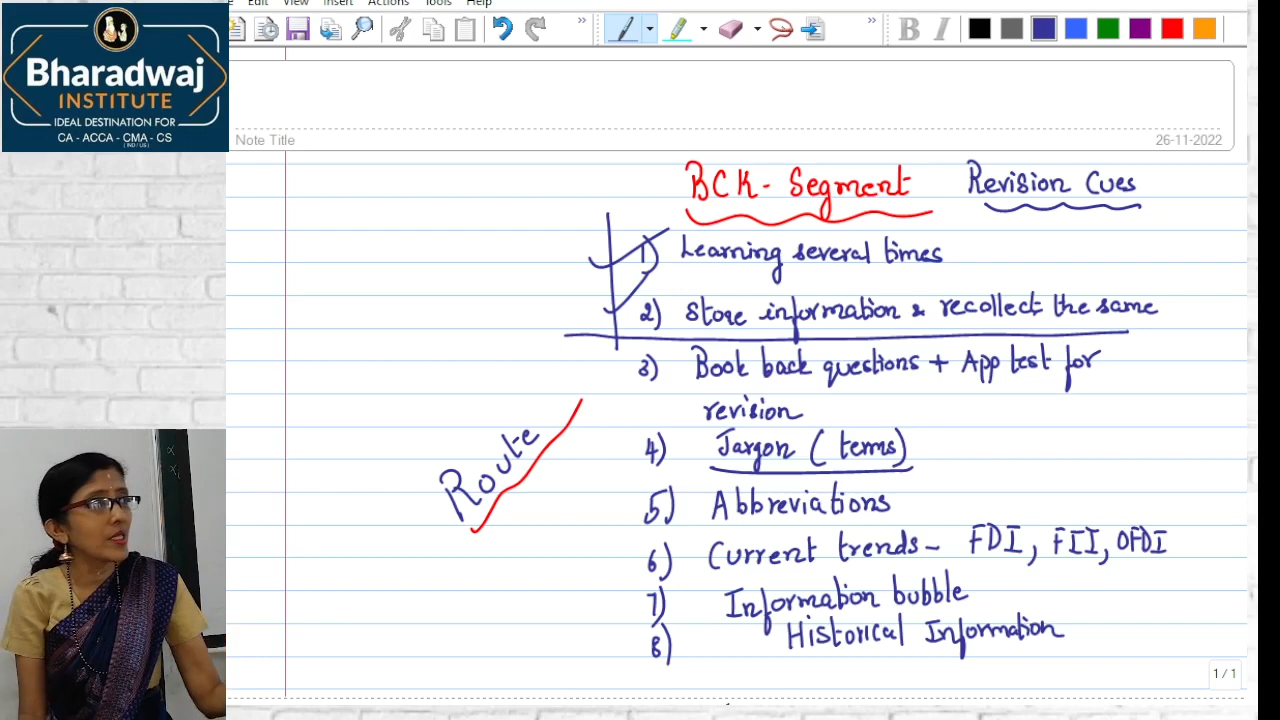 View Insert Actions Tools Help
Bharadwaj
INSTITUTE
IDEAL DESTINATION FOR
CA - ACCA - CMA - CS
(IND / US)
B I
Note Title
26-11-2022
BCK - Segment Revision Cues
1) Learning several times
2) Store information & recollect the same
3) Book back questions + App test for
revision
4) Jargon (terms)
Route
5) Abbreviations
6) Current trends - FDI, FII, OFDI
7) Information bubble
8) Historical Information
1 / 1